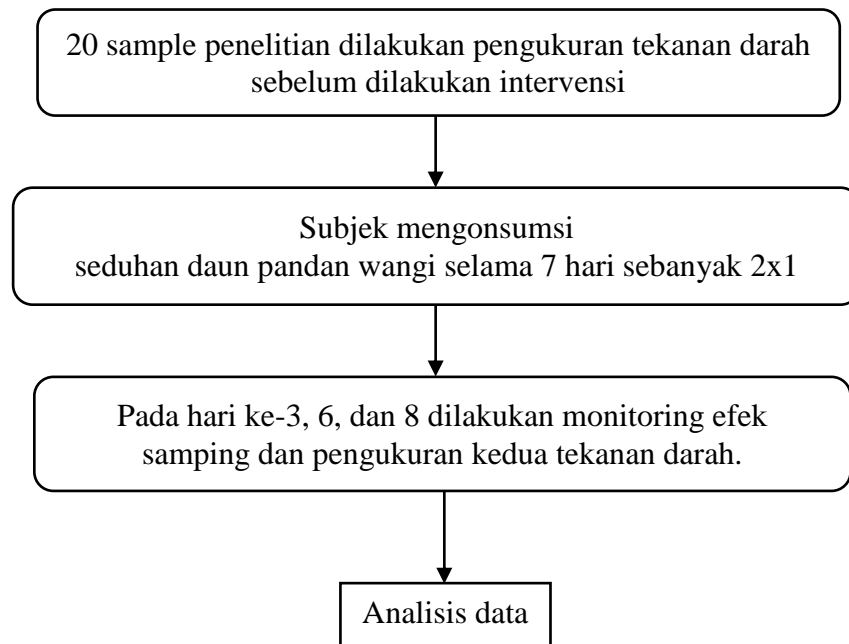 20 sample penelitian dilakukan pengukuran tekanan darah
sebelum dilakukan intervensi
Subjek mengonsumsi
seduhan daun pandan wangi selama 7 hari sebanyak 2x1
Pada hari ke-3, 6, dan 8 dilakukan monitoring efek
samping dan pengukuran kedua tekanan darah.
Analisis data